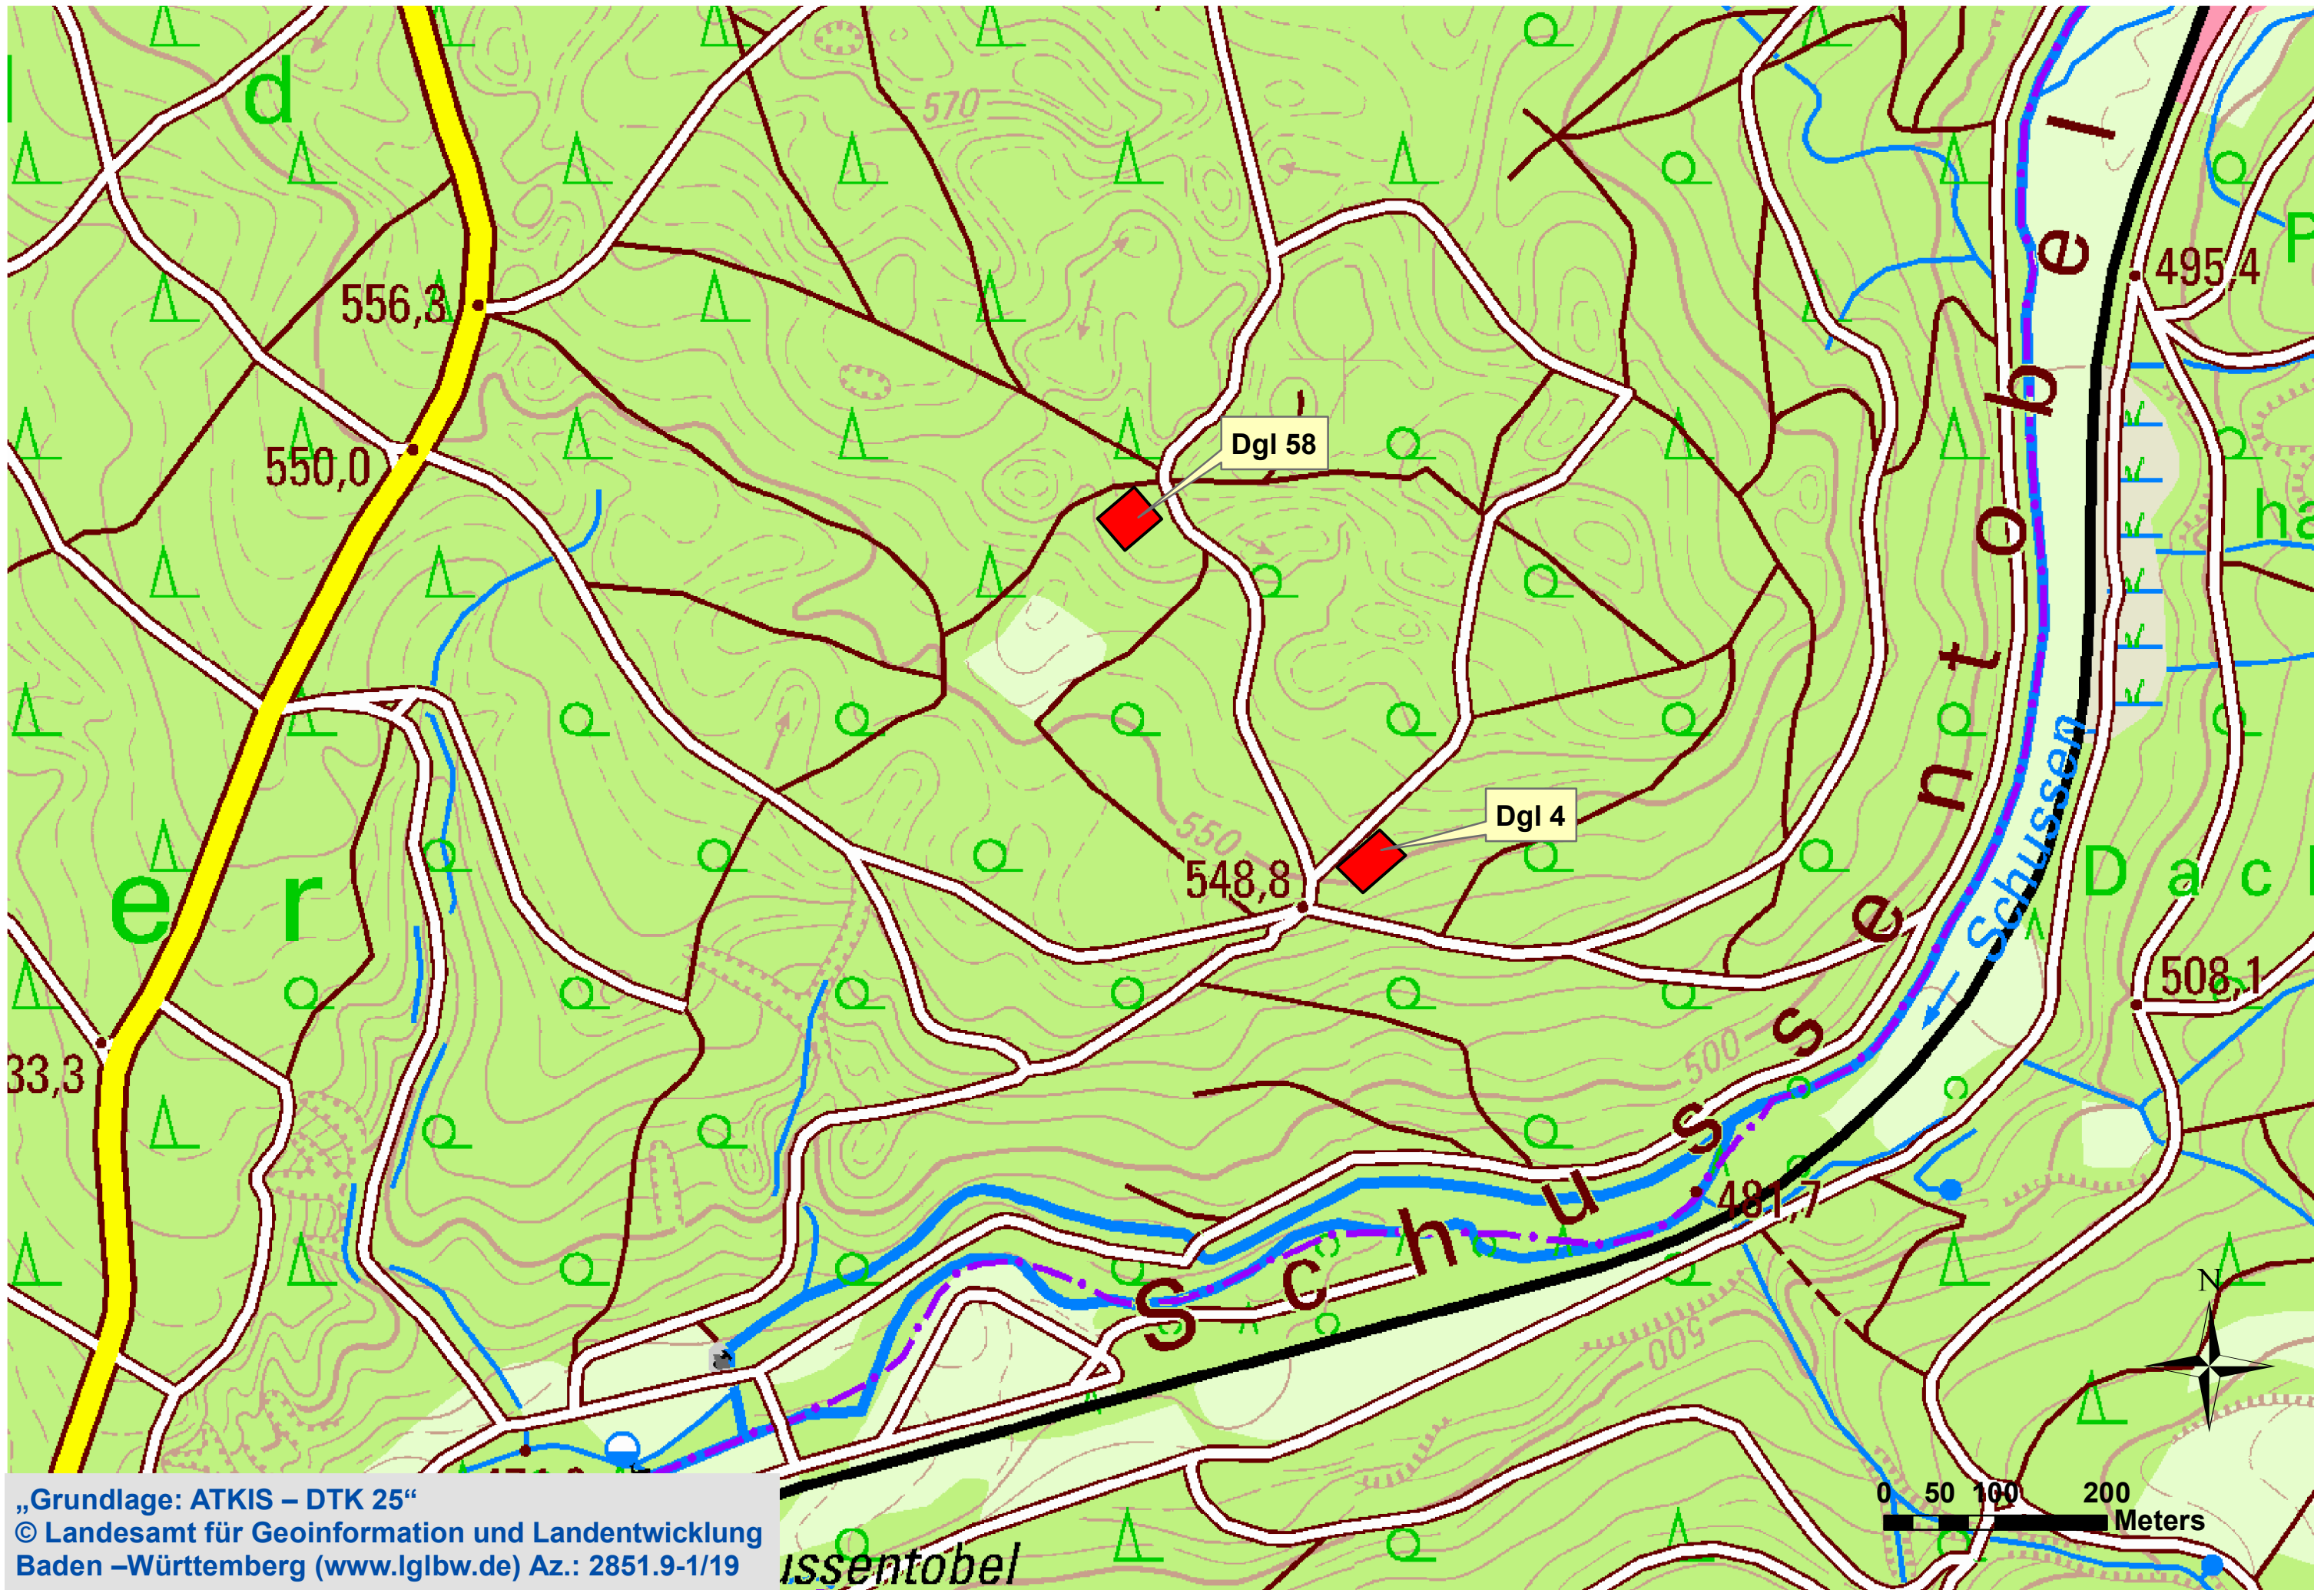 d
570
556,3
495,4
550,0
Dgl 58
Dgl 4
550
548,8
e r
Schussentobel
Schussen
D a c
508,1
33,3
500
481,7
500
N
0 50 100 200
Meters
„Grundlage: ATKIS – DTK 25“
© Landesamt für Geoinformation und Landentwicklung
Baden –Württemberg (www.lglbw.de) Az.: 2851.9-1/19
ussentobel